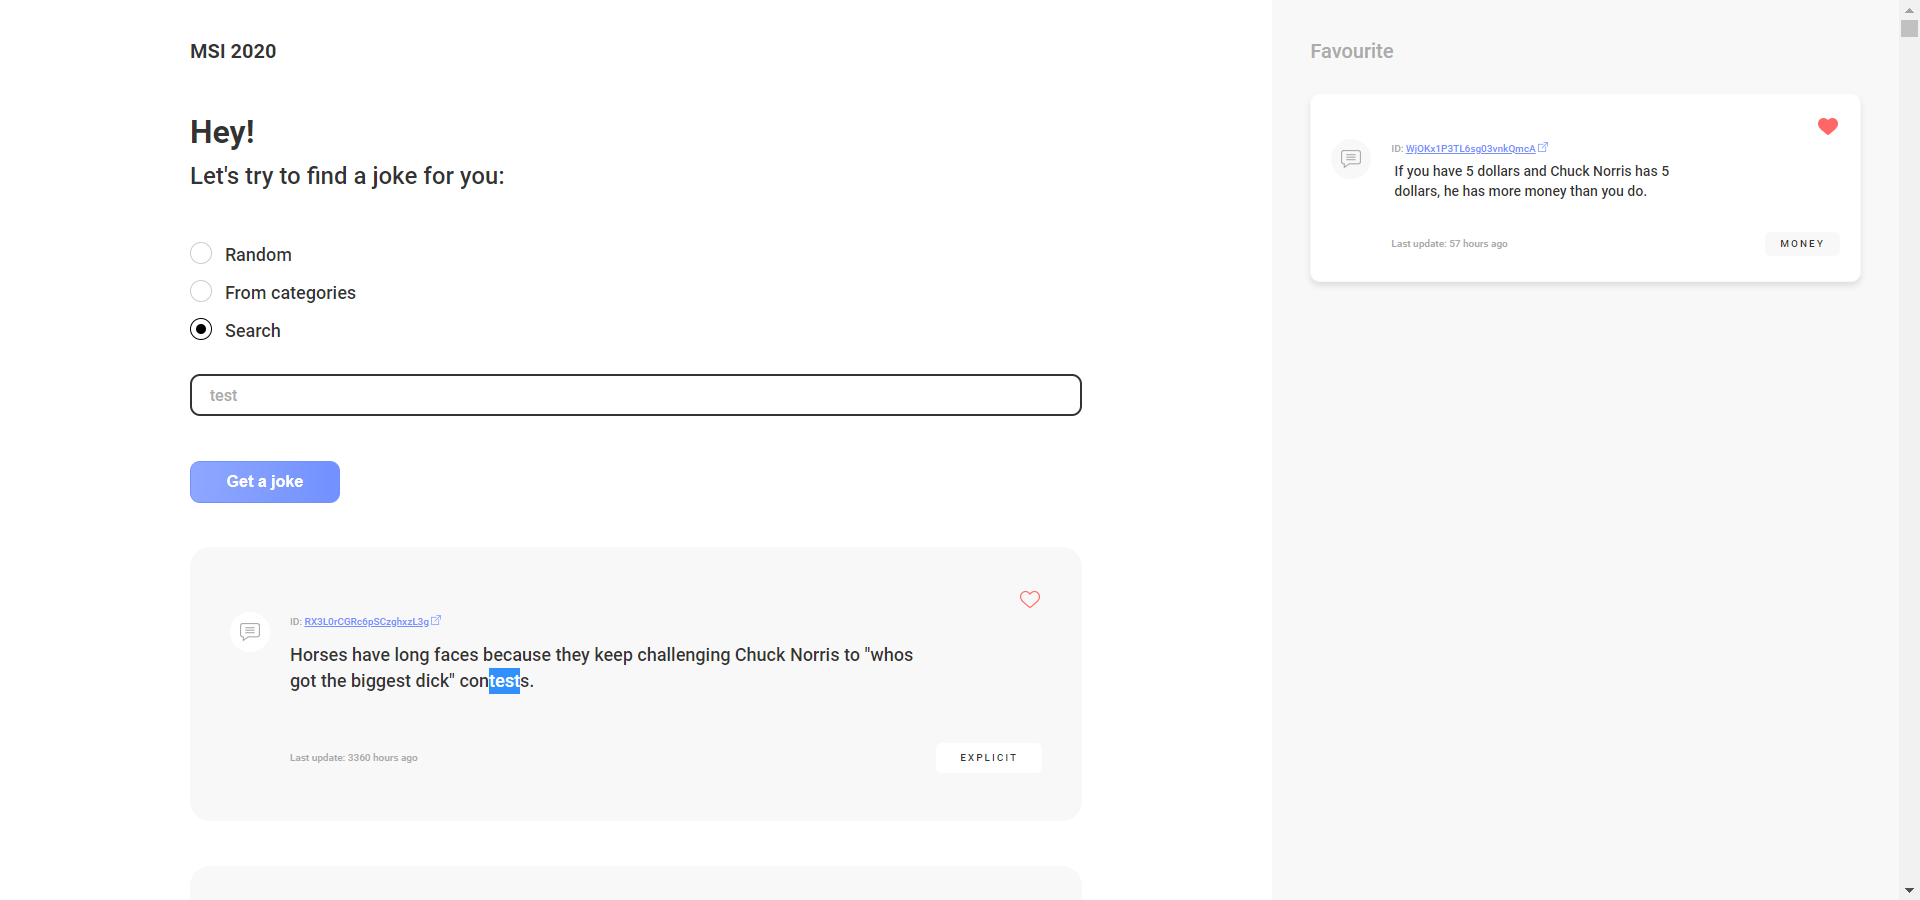 MSI 2020
Hey!
Let's try to find a joke for you:
Random
From categories
Search
test
Get a joke
ID: RX3L0rCGRc6pSCzghxzL3g
Horses have long faces because they keep challenging Chuck Norris to "whos
got the biggest dick" contests.
Last update: 3360 hours ago
EXPLICIT
Favourite
ID: WjOKx1P3TL6sg03vnkQmcA
If you have 5 dollars and Chuck Norris has 5
dollars, he has more money than you do.
Last update: 57 hours ago
MONEY